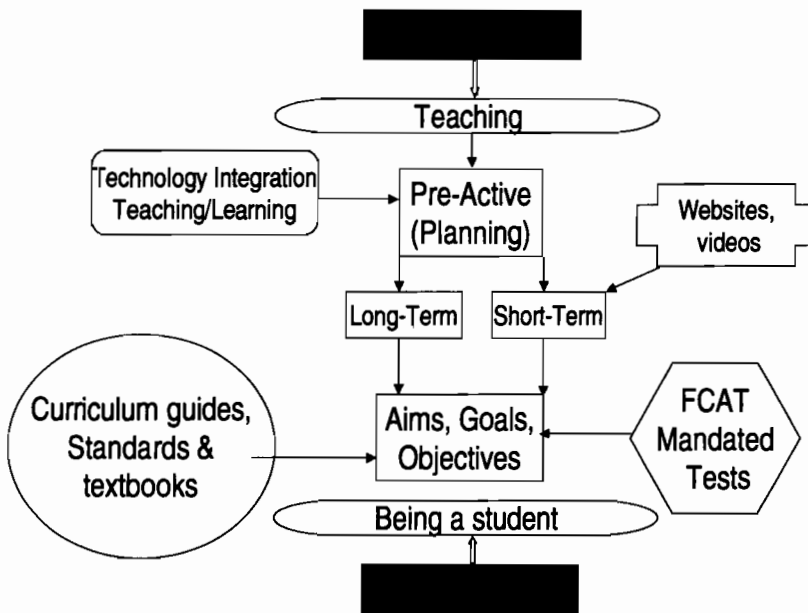 Teaching
Technology Integration
Teaching/Learning
Pre-Active
(Planning)
Websites,
videos
Long-Term
Short-Term
Curriculum guides,
Standards &
textbooks
Aims, Goals,
Objectives
FCAT
Mandated
Tests
Being a student